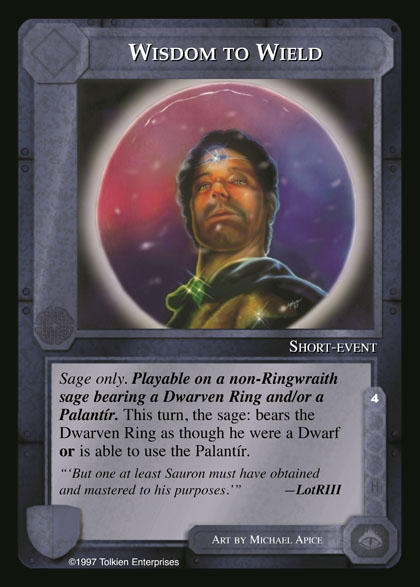 Wisdom to Wield
Short-event
Sage only. Playable on a non-Ringwraith
sage bearing a Dwarven Ring and/or a
Palantír. This turn, the sage: bears the
Dwarven Ring as though he were a Dwarf
or is able to use the Palantír.
“‘But one at least Sauron must have obtained
and mastered to his purposes.’” —LotRIII
4
H
Art by Michael Apice
©1997 Tolkien Enterprises